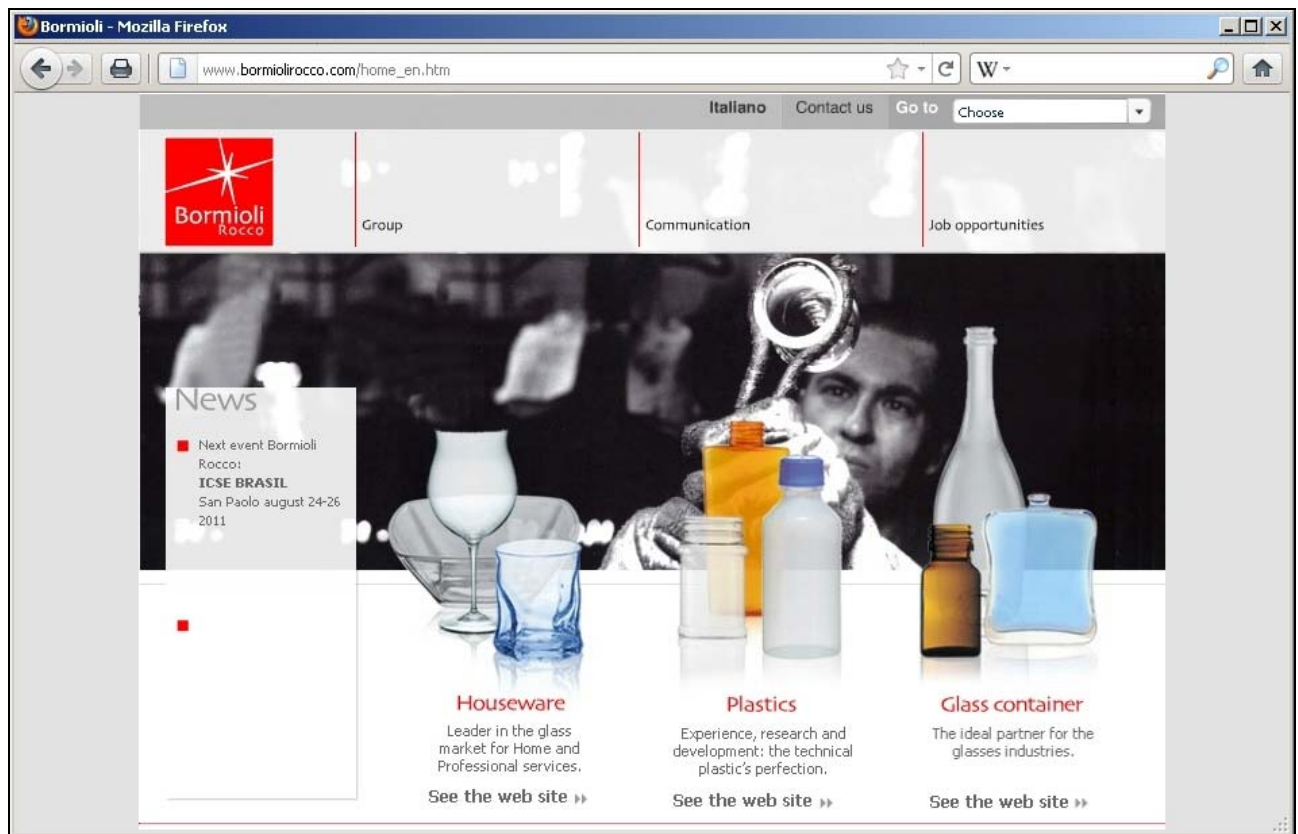 Bormioli - Mozilla Firefox
www.bormiolirocco.com/home_en.htm
W
Italiano Contact us Go to Choose
Bormioli
Rocco
Group Communication Job opportunities
News
Next event Bormioli
Rocco:
ICSE BRASIL
San Paolo august 24-26
2011
Houseware
Leader in the glass
market for Home and
Professional services.
See the web site
Plastics
Experience, research and
development: the technical
plastic's perfection.
See the web site
Glass container
The ideal partner for the
glasses industries.
See the web site